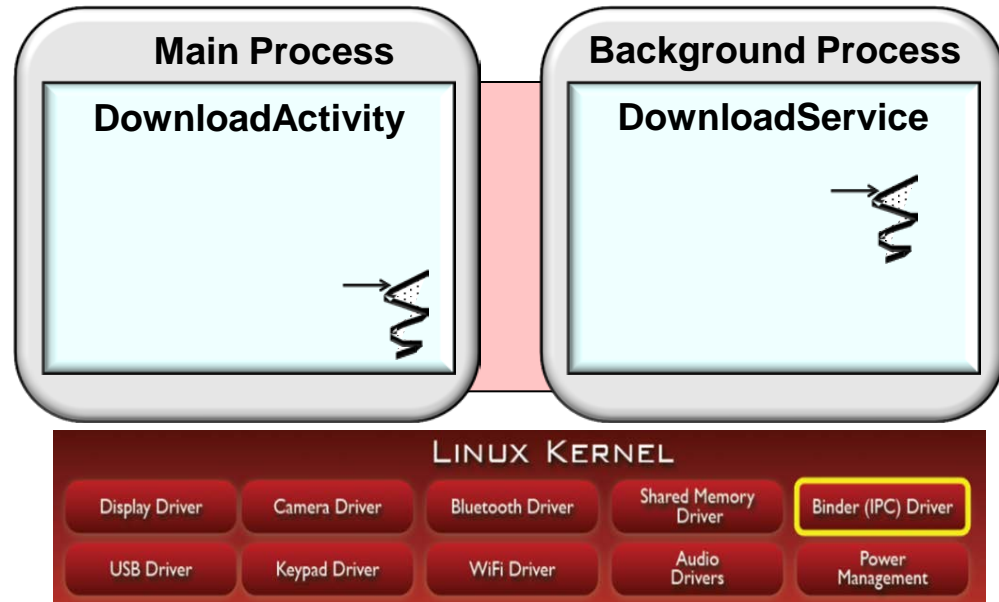 Main Process
DownloadActivity
Background Process
DownloadService
LINUX KERNEL
Display Driver
Camera Driver
Bluetooth Driver
Shared Memory
Driver
Binder (IPC) Driver
USB Driver
Keypad Driver
WiFi Driver
Audio
Drivers
Power
Management